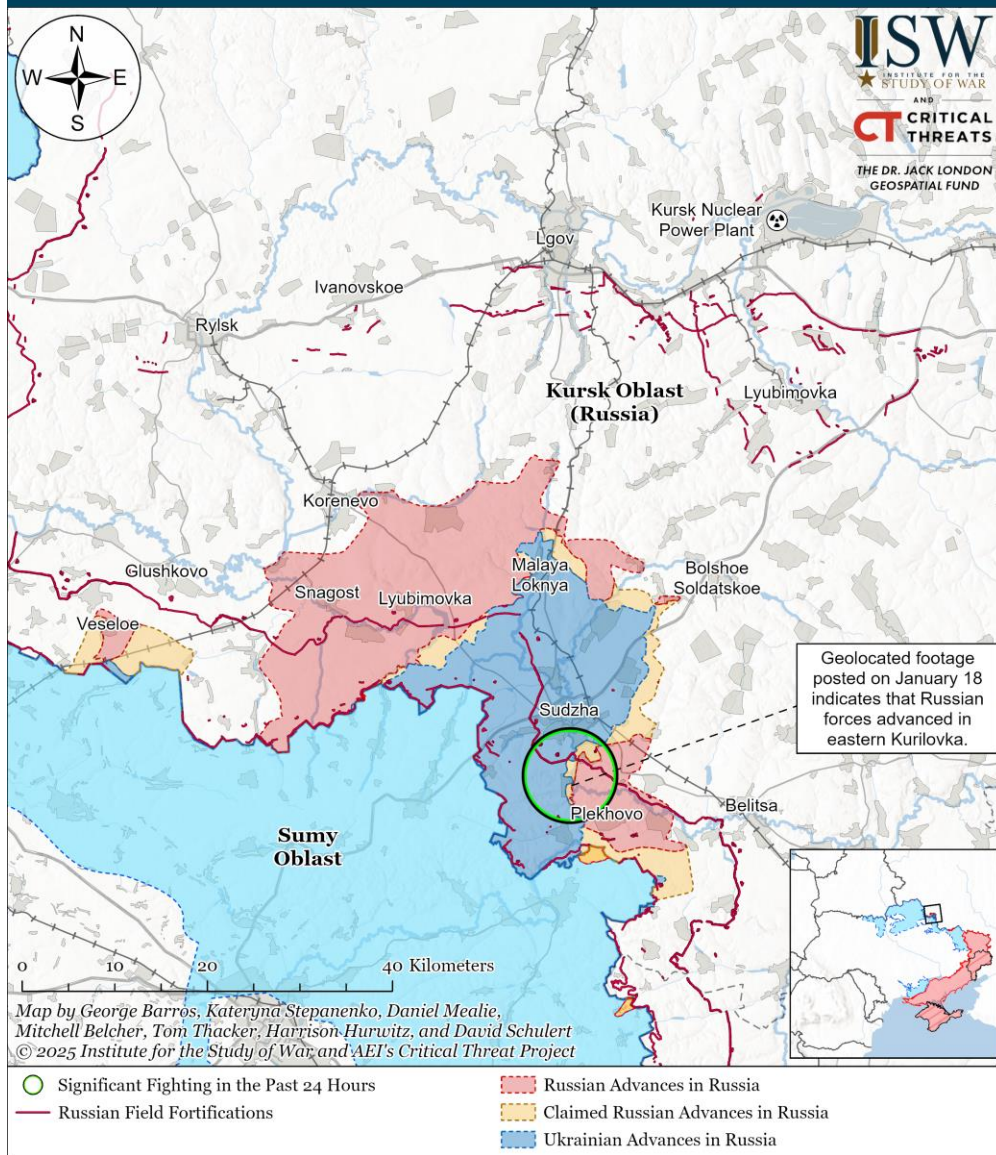 N
W E
S
ISW
INSTITUTE FOR THE
STUDY OF WAR
AND
CT CRITICAL
THREATS
THE DR. JACK LONDON
GEOSPATIAL FUND
Kursk Nuclear
Power Plant
Lgov
Ivanovskoe
Rylsk
Kursk Oblast
(Russia)
Lyubimovka
Korenevo
Glushkovo
Snagost
Lyubimovka
Malaya
Loknya
Bolshoe
Soldatskoe
Veseloe
Geolocated footage
posted on January 18
indicates that Russian
forces advanced in
eastern Kurilovka.
Sudzha
Plekhovo
Belitsa
Sumy
Oblast
0 10 20 40 Kilometers
Map by George Barros, Kateryna Stepanenko, Daniel Mealie,
Mitchell Belcher, Tom Thacker, Harrison Hurwitz, and David Schulert
© 2025 Institute for the Study of War and AEI's Critical Threat Project
Significant Fighting in the Past 24 Hours
Russian Field Fortifications
Russian Advances in Russia
Claimed Russian Advances in Russia
Ukrainian Advances in Russia